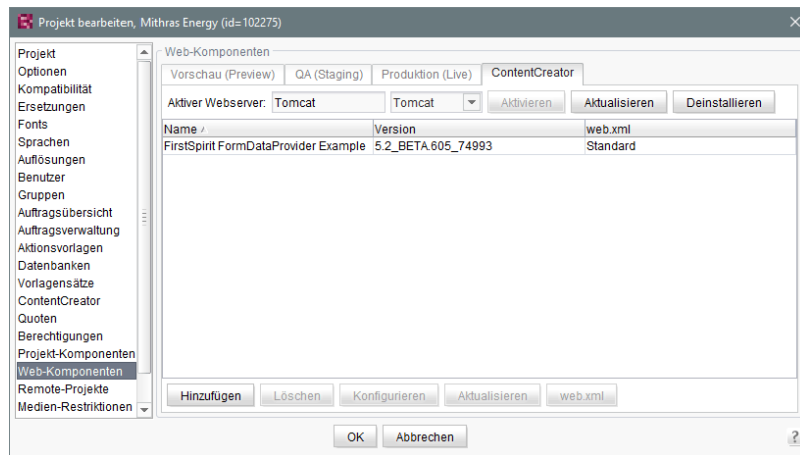 Projekt bearbeiten, Mithras Energy (id=102275)
Projekt
Optionen
Kompatibilität
Ersetzungen
Fonts
Sprachen
Auflösungen
Benutzer
Gruppen
Auftragsübersicht
Auftragsverwaltung
Aktionsvorlagen
Datenbanken
Vorlagensätze
ContentCreator
Quoten
Berechtigungen
Projekt-Komponenten
Web-Komponenten
Remote-Projekte
Medien-Restriktionen
Web-Komponenten
Vorschau (Preview) QA (Staging) Produktion (Live) ContentCreator
Aktiver Webserver: Tomcat Tomcat Aktivieren Aktualisieren Deinstallieren
Name Version web.xml
FirstSpirit FormDataProvider Example 5.2_BETA.605_74993 Standard
Hinzufügen Löschen Konfigurieren Aktualisieren web.xml
OK Abbrechen ?